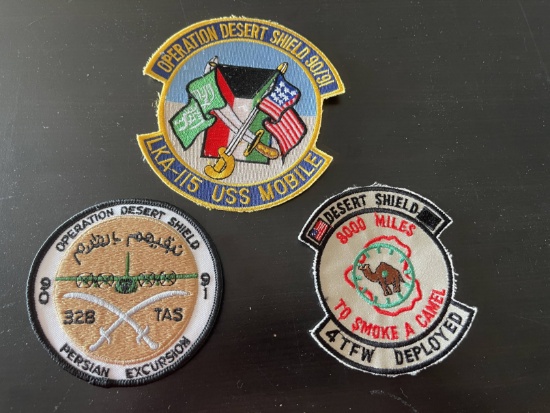 OPERATION DESERT SHIELD 90/91
LKA-115 USS MOBILE
OPERATION DESERT SHIELD
90
91
328 TAS
PERSIAN EXCURSION
DESERT SHIELD
8000 MILES
TO SMOKE A CAMEL
4 TFW DEPLOYED